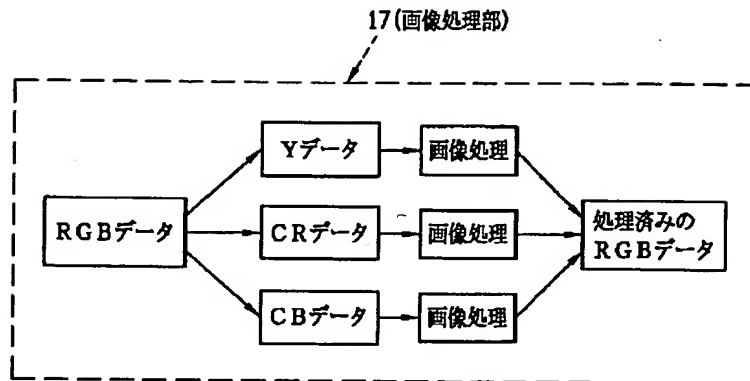 17(画像処理部)
Yデータ
画像処理
RGBデータ
CRデータ
画像処理
処理済みの
RGBデータ
CBデータ
画像処理